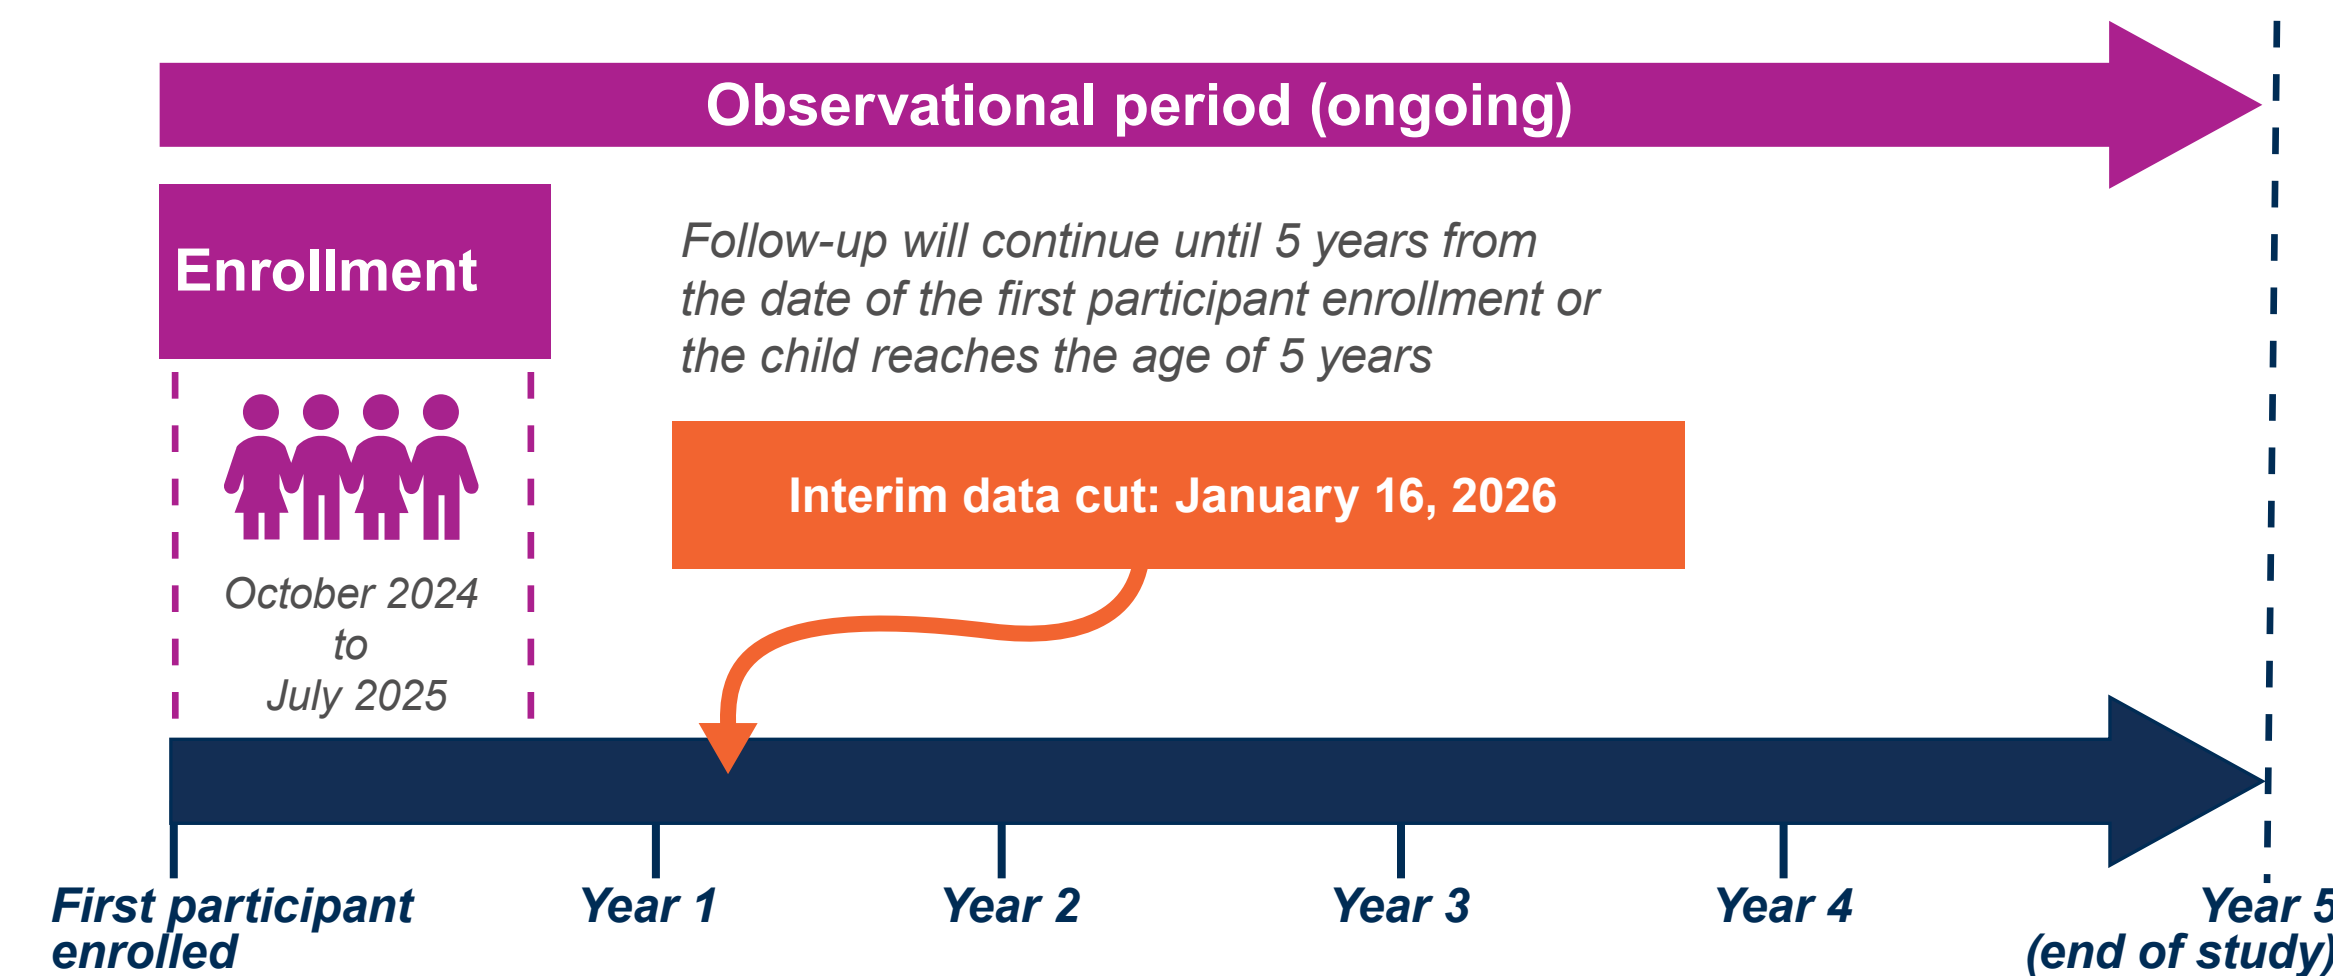 Observational period (ongoing)
Enrollment
Follow-up will continue until 5 years from
the date of the first participant enrollment or
the child reaches the age of 5 years
Interim data cut: January 16, 2026
October 2024
to
July 2025
First participant
enrolled
Year 1
Year 2
Year 3
Year 4
Year 5
(end of study)